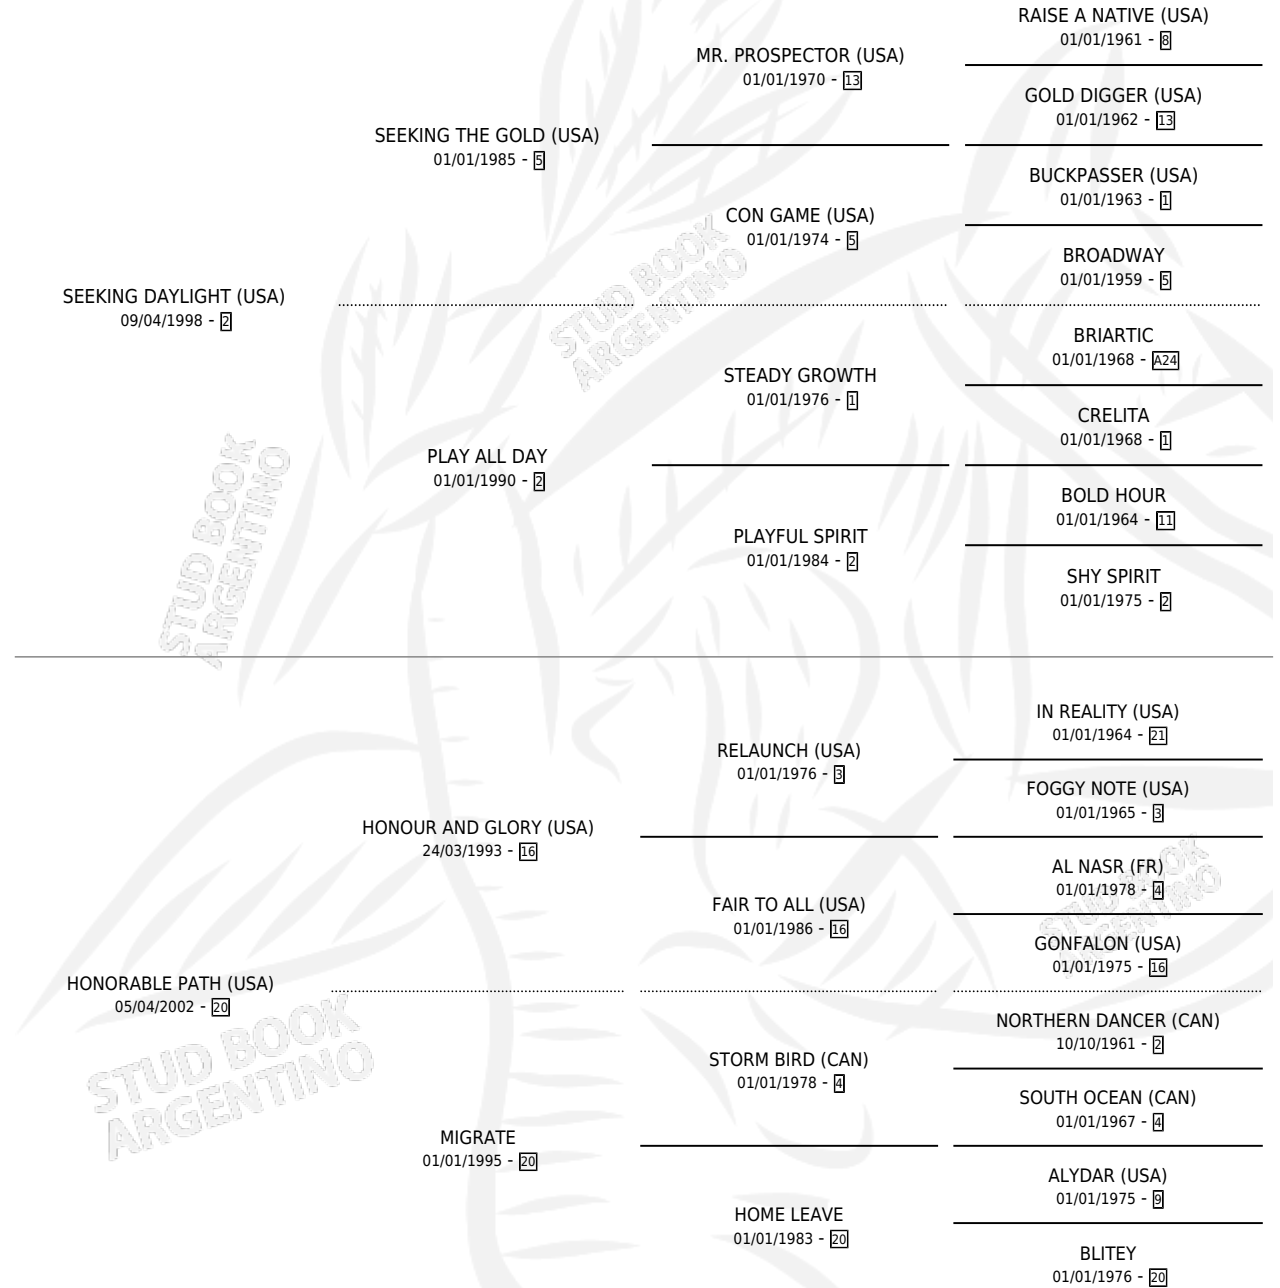 RAISE A NATIVE (USA)
01/01/1961 - 8
MR. PROSPECTOR (USA)
01/01/1970 - 13
GOLD DIGGER (USA)
01/01/1962 - 13
SEEKING THE GOLD (USA)
01/01/1985 - 5
BUCKPASSER (USA)
01/01/1963 - 1
CON GAME (USA)
01/01/1974 - 5
BROADWAY
01/01/1959 - 5
SEEKING DAYLIGHT (USA)
09/04/1998 - 2
BRIARTIC
01/01/1968 - A24
STEADY GROWTH
01/01/1976 - 1
CRELITA
01/01/1968 - 1
PLAY ALL DAY
01/01/1990 - 2
BOLD HOUR
01/01/1964 - 11
PLAYFUL SPIRIT
01/01/1984 - 2
SHY SPIRIT
01/01/1975 - 2
STUD BOOK
ARGENTINO
STUD BOOK
ARGENTINO
IN REALITY (USA)
01/01/1964 - 21
RELAUNCH (USA)
01/01/1976 - 3
FOGGY NOTE (USA)
01/01/1965 - 3
HONOUR AND GLORY (USA)
24/03/1993 - 16
AL NASR (FR)
01/01/1978 - 4
FAIR TO ALL (USA)
01/01/1986 - 16
GONFALON (USA)
01/01/1975 - 16
HONORABLE PATH (USA)
05/04/2002 - 20
NORTHERN DANCER (CAN)
10/10/1961 - 2
STORM BIRD (CAN)
01/01/1978 - 4
SOUTH OCEAN (CAN)
01/01/1967 - 4
MIGRATE
01/01/1995 - 20
ALYDAR (USA)
01/01/1975 - 9
HOME LEAVE
01/01/1983 - 20
BLITEY
01/01/1976 - 20
STUD BOOK
ARGENTINO
STUD BOOK
ARGENTINO